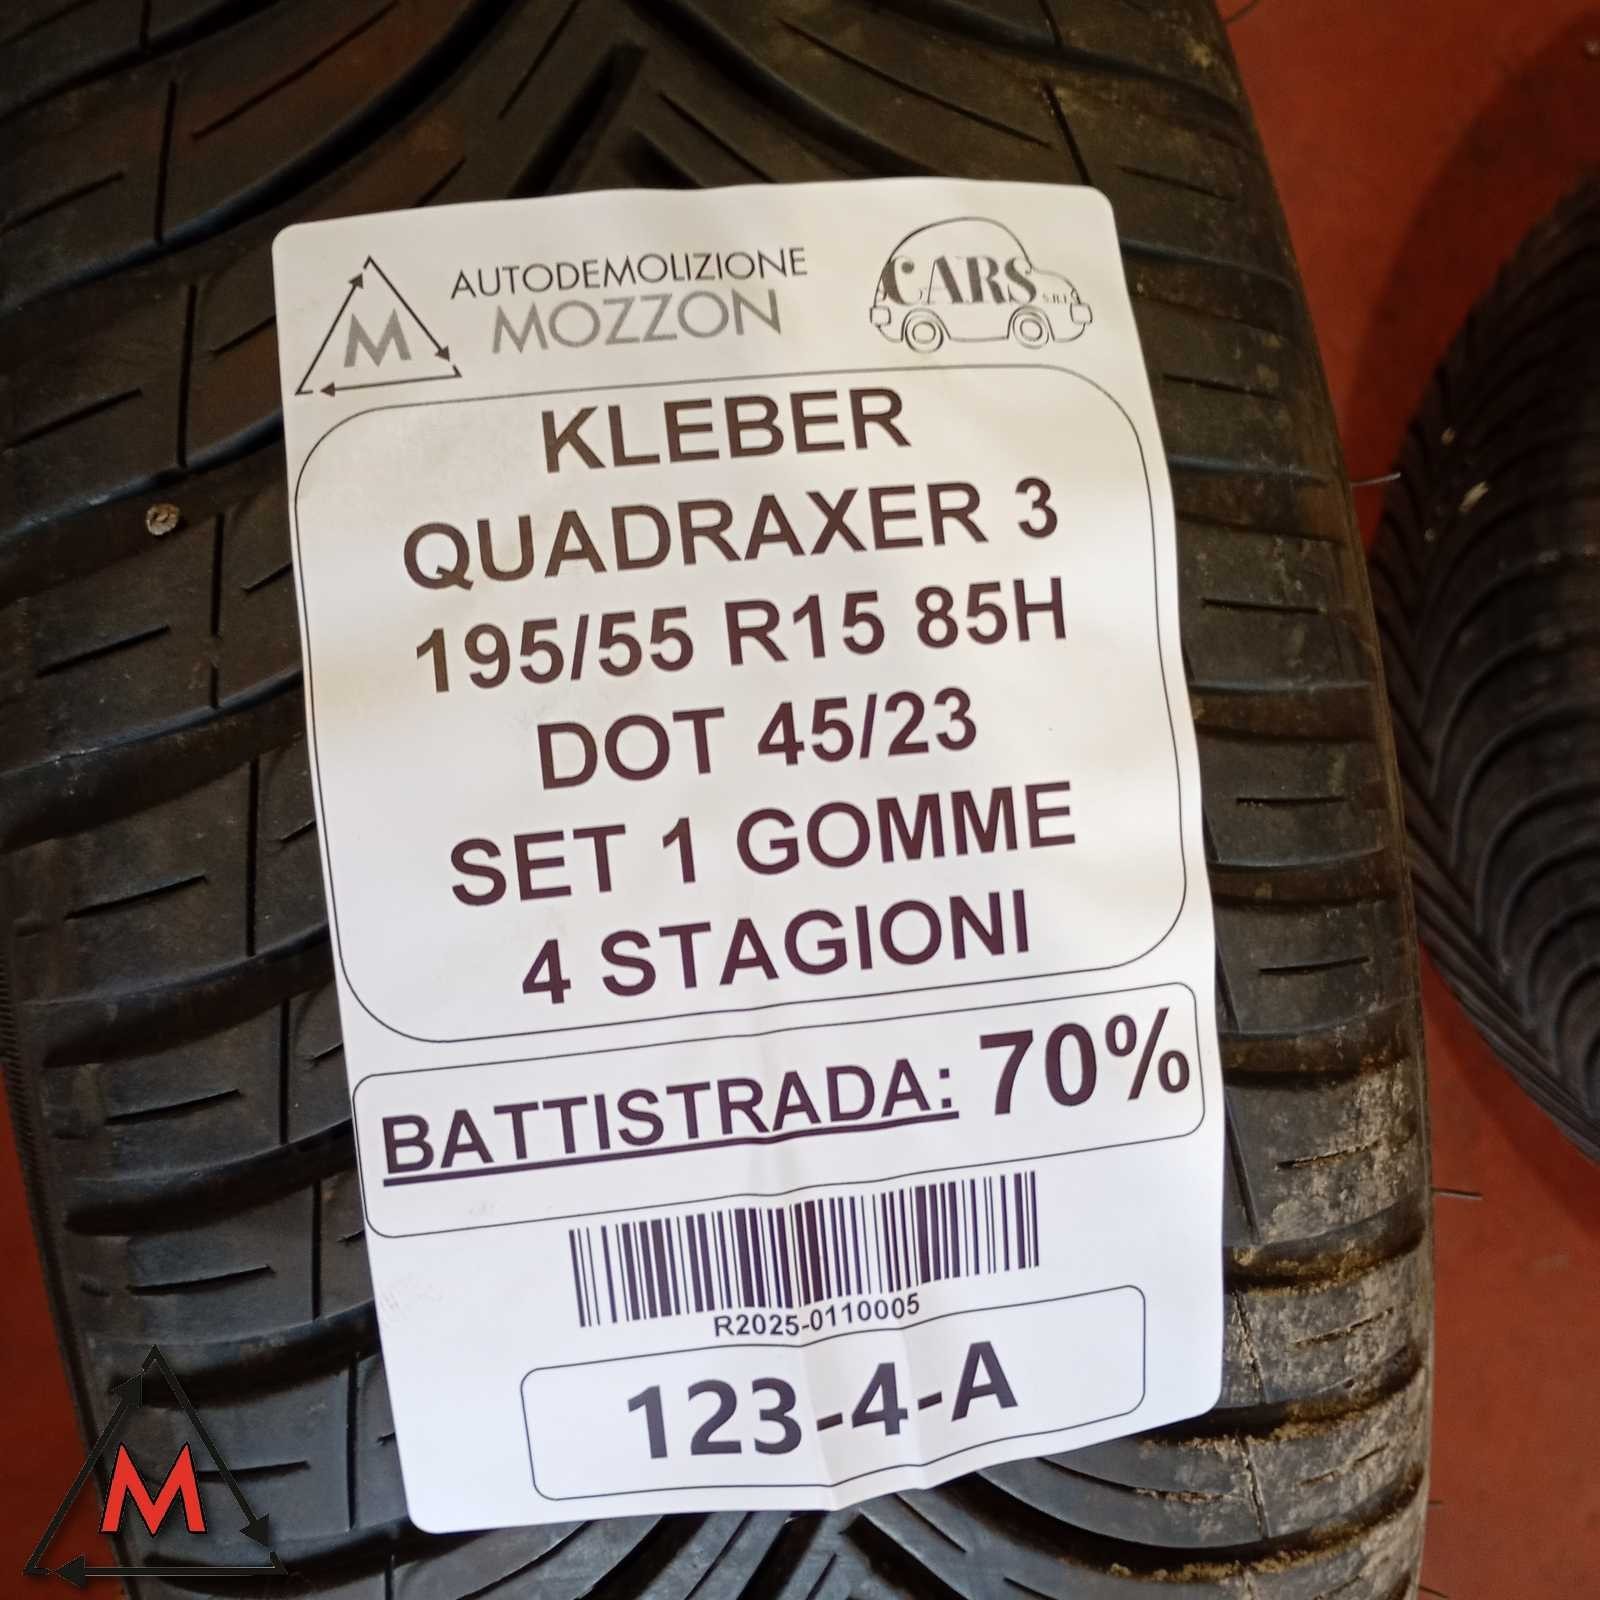 AUTODEMOLIZIONE
M MOZZON
CARS S.R.L.
KLEBER
QUADRAXER 3
195/55 R15 85H
DOT 45/23
SET 1 GOMME
4 STAGIONI
BATTISTRADA: 70%
R2025-0110005
123-4-A
M